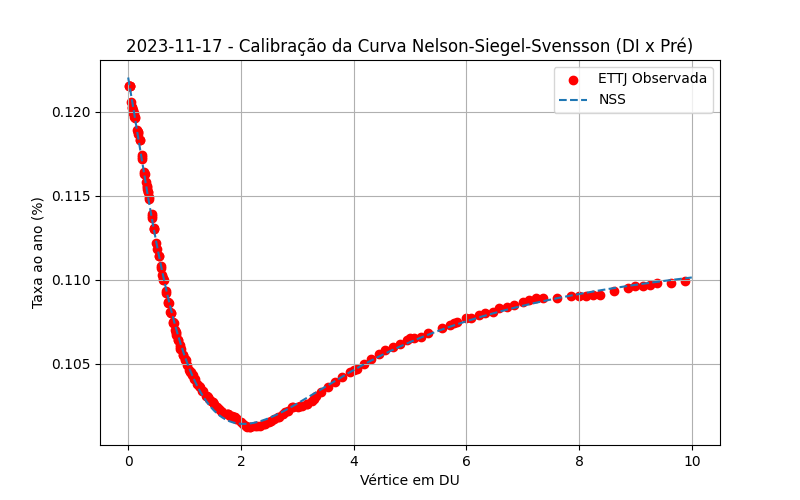 2023-11-17 - Calibração da Curva Nelson-Siegel-Svensson (DI x Pré)
ETTJ Observada
NSS
0.120
0.115
0.110
0.105
Taxa ao ano (%)
0
2
4
6
8
10
Vértice em DU